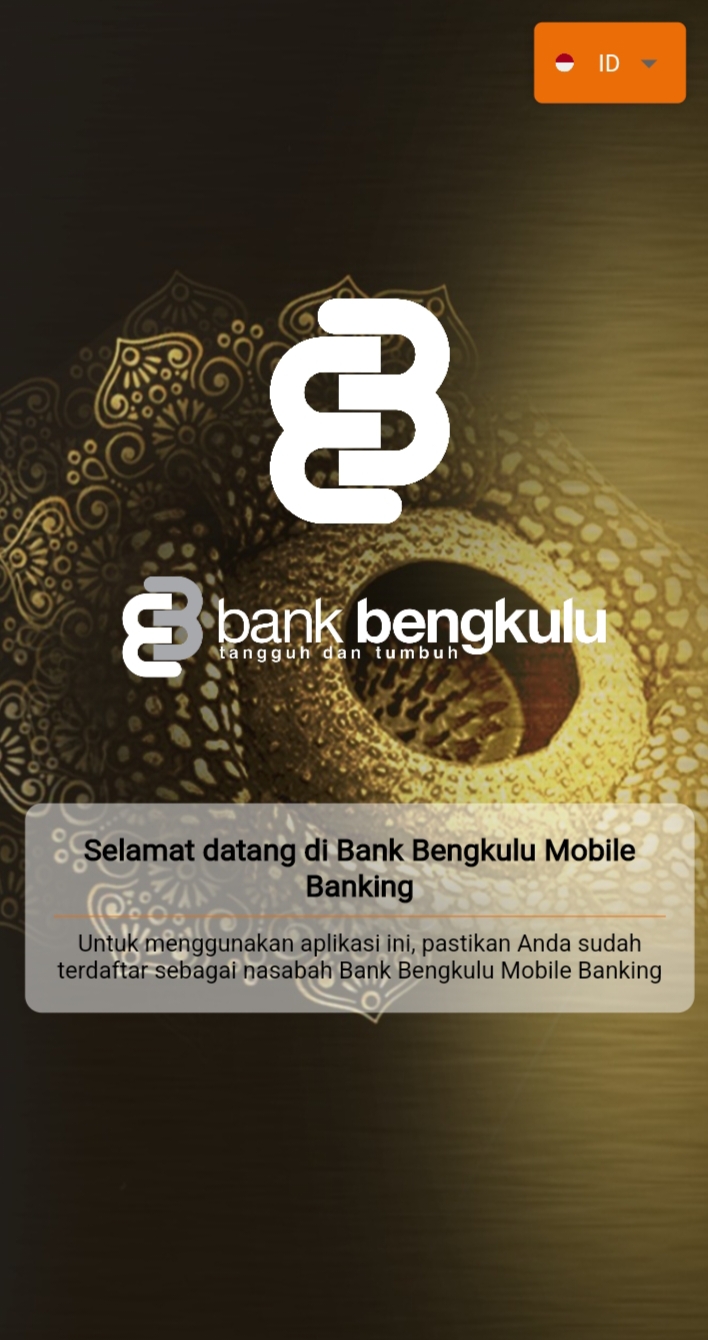 ID
bank bengkulu
tangguh dan tumbuh
Selamat datang di Bank Bengkulu Mobile
Banking
Untuk menggunakan aplikasi ini, pastikan Anda sudah
terdaftar sebagai nasabah Bank Bengkulu Mobile Banking